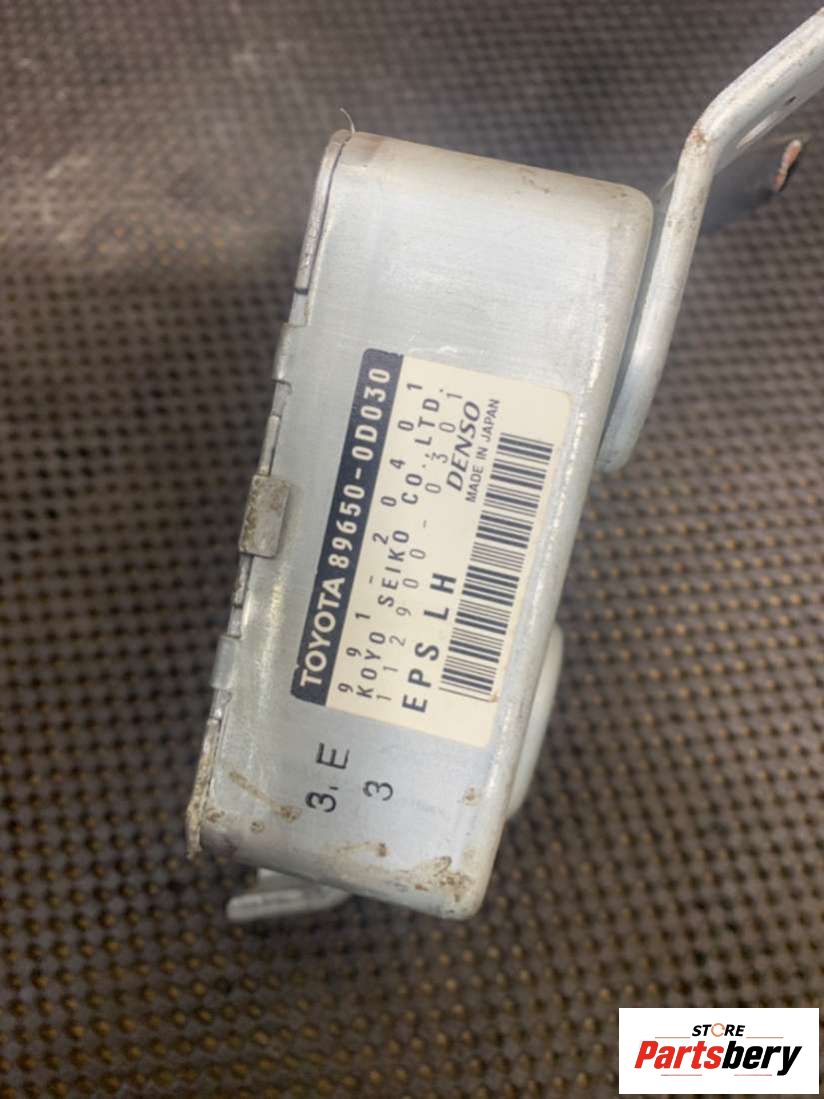 TOYOTA 89650-0D030
991-20401
KOYO SEIKO CO.,LTD.
112900-0301
EPS LH
DENSO
MADE IN JAPAN
3. E
3
STORE
Partsbery